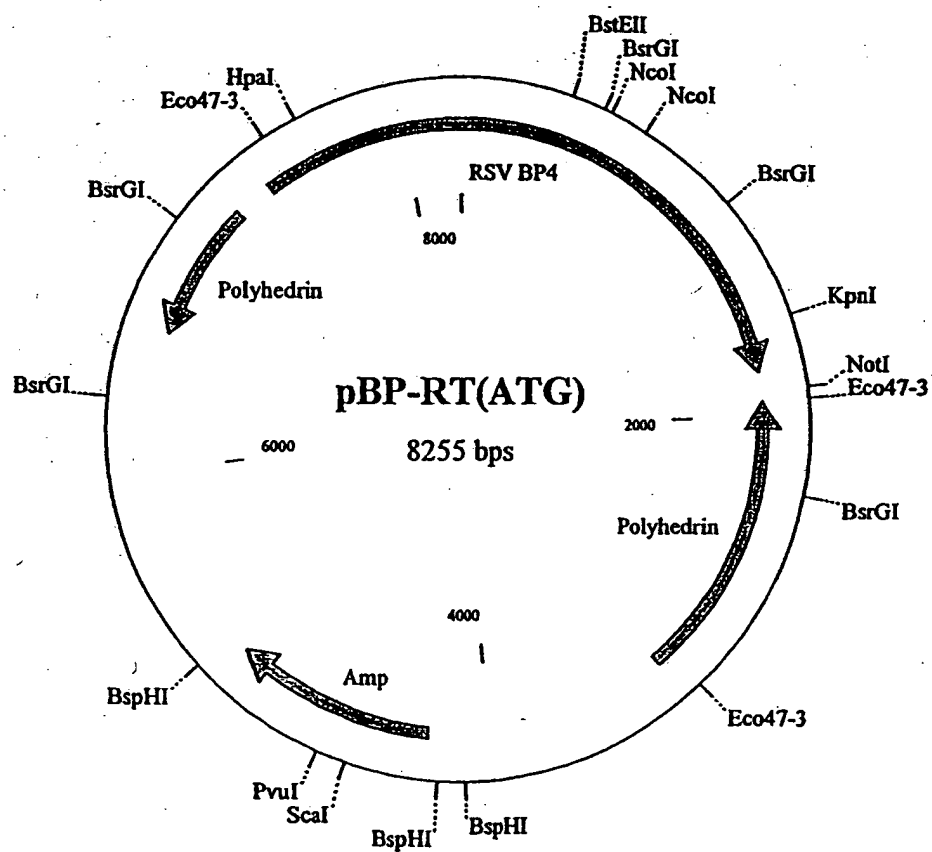 BstEII
BsrGI
NcoI
NcoI
HpaI
Eco47-3
BsrGI
RSV BP4
BsrGI
8000
Polyhedrin
KpnI
BsrGI
pBP-RT(ATG)
NotI
Eco47-3
2000
6000
8255 bps
BsrGI
Polyhedrin
4000
Amp
BspHI
Eco47-3
PvuI
ScaI
BspHI
BspHI